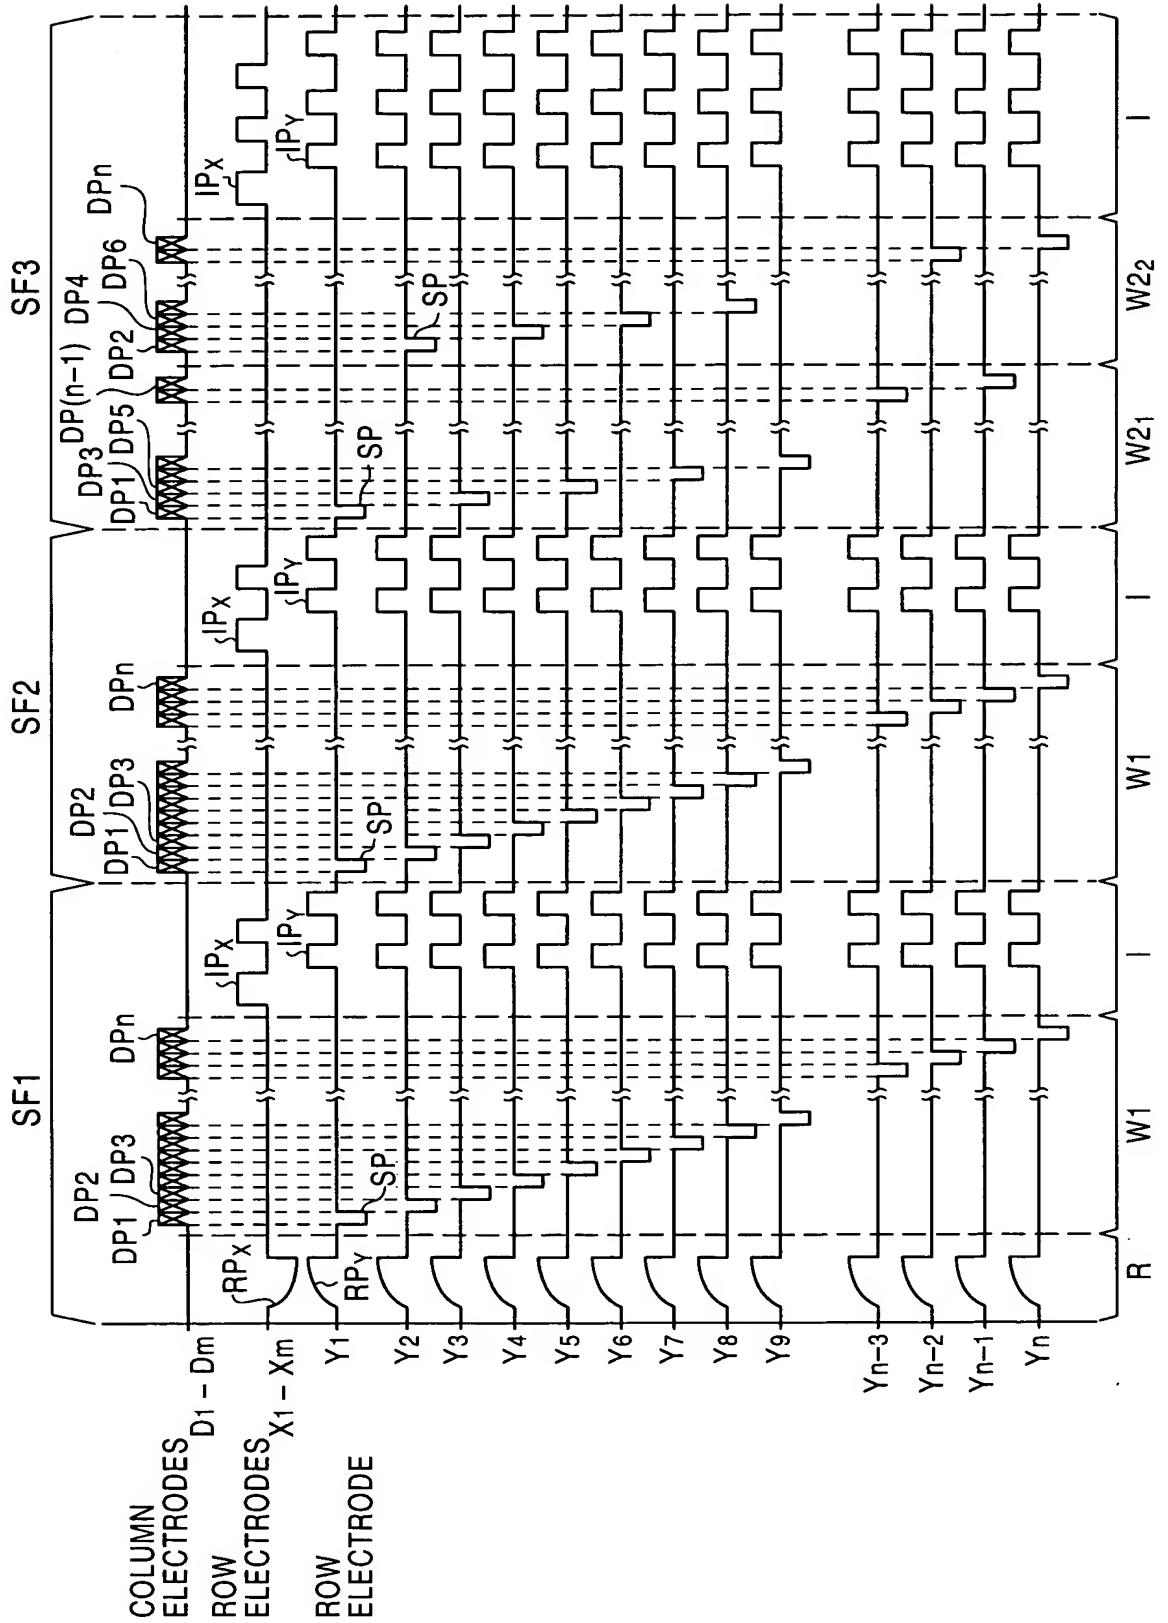 SF1 SF2 SF3
DP1 DP2 DP3 DPn DP1 DP2 DP3 DPn DP1 DP3 DP5 DP(n-1) DP2 DP4 DP6 DPn
COLUMN
ELECTRODES D1 - Dm
ROW
ELECTRODES X1 - Xm
RPX IPX IPX IPX
ROW
ELECTRODE
Y1 RPY SP IPY SP IPY SP SP IPY
Y2
Y3
Y4
Y5
Y6
Y7
Y8
Y9
Yn-3
Yn-2
Yn-1
Yn
R W1 I W1 I W21 W22 I